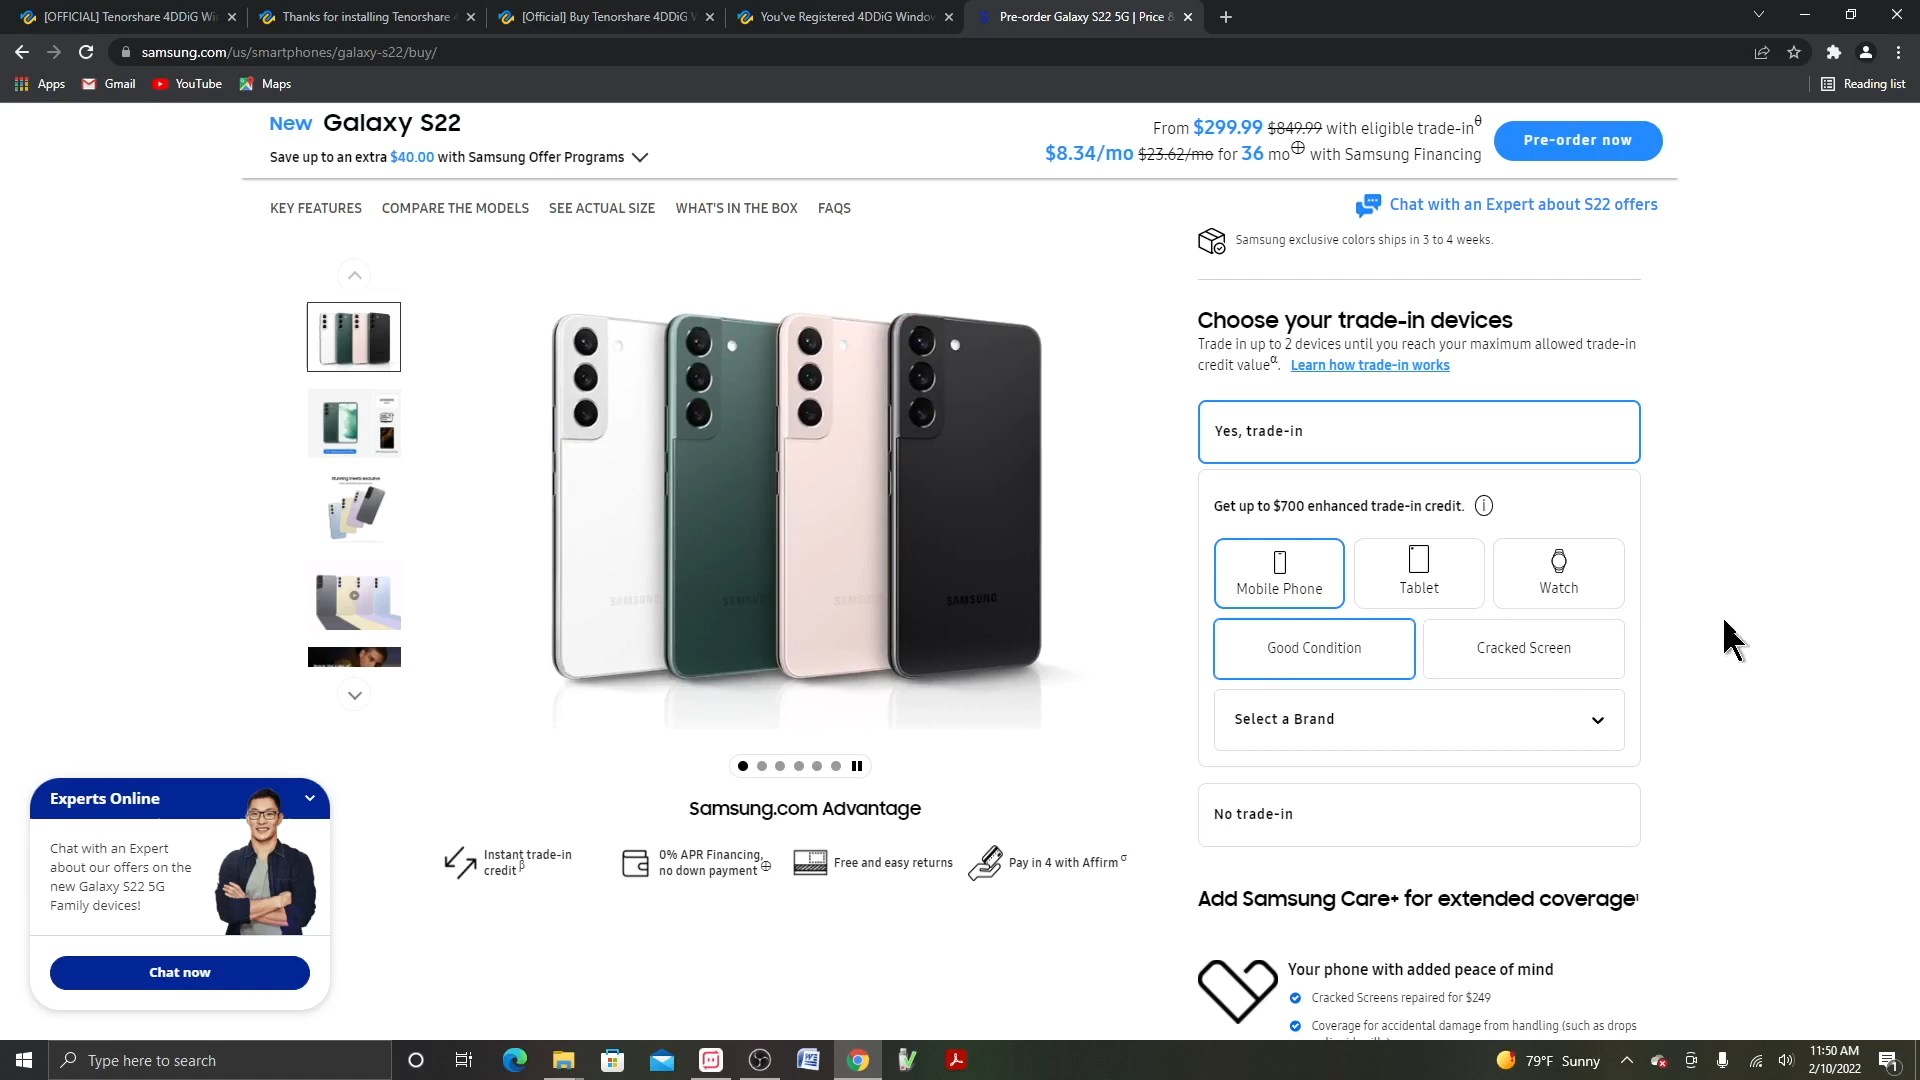 [OFFICIAL] Tenorshare 4DDiG Wi
Thanks for installing Tenorshare 4
[Official] Buy Tenorshare 4DDiG W
You've Registered 4DDiG Window
Pre-order Galaxy S22 5G | Price &
samsung.com/us/smartphones/galaxy-s22/buy/
Apps
Gmail
YouTube
Maps
Reading list
New Galaxy S22
Save up to an extra $40.00 with Samsung Offer Programs
From $299.99 $849.99 with eligible trade-in θ
$8.34/mo $23.62/mo for 36 mo⊕ with Samsung Financing
Pre-order now
KEY FEATURES
COMPARE THE MODELS
SEE ACTUAL SIZE
WHAT'S IN THE BOX
FAQS
Chat with an Expert about S22 offers
Samsung exclusive colors ships in 3 to 4 weeks.
Choose your trade-in devices
Trade in up to 2 devices until you reach your maximum allowed trade-in
credit valueα. Learn how trade-in works
Yes, trade-in
Get up to $700 enhanced trade-in credit.
Mobile Phone
Tablet
Watch
Good Condition
Cracked Screen
Select a Brand
No trade-in
Add Samsung Care+ for extended coverage¹
Your phone with added peace of mind
Cracked Screens repaired for $249
Coverage for accidental damage from handling (such as drops
SAMSUNG
SAMSUNG
SAMSUNG
SAMSUNG
Samsung.com Advantage
Instant trade-in
credit β
0% APR Financing,
no down payment ⊕
Free and easy returns
Pay in 4 with Affirm σ
Experts Online
Chat with an Expert
about our offers on the
new Galaxy S22 5G
Family devices!
Chat now
Type here to search
79°F Sunny
11:50 AM
2/10/2022
1